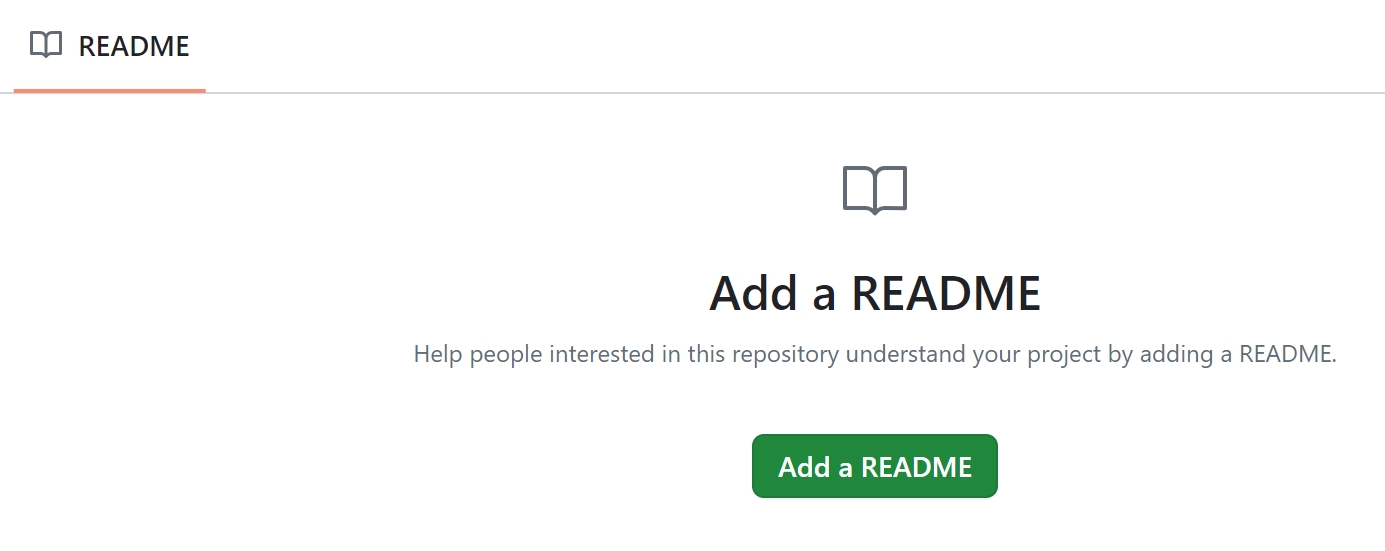 README
Add a README
Help people interested in this repository understand your project by adding a README.
Add a README